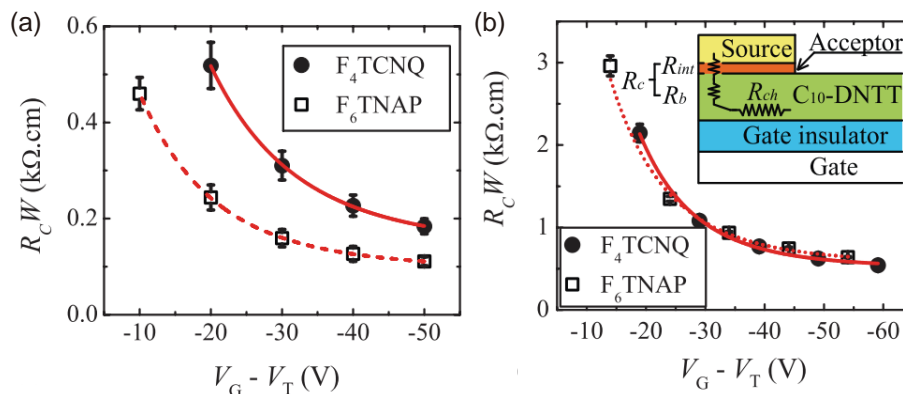 (a)
0.6
0.4
0.2
0.0
R_C W (kΩ.cm)
F₄TCNQ
F₆TNAP
-10 -20 -30 -40 -50
V_G - V_T (V)
(b)
3
2
1
0
R_C W (kΩ.cm)
Source
Acceptor
R_c
R_int
R_b
R_ch
C₁₀-DNTT
Gate insulator
Gate
F₄TCNQ
F₆TNAP
-10 -20 -30 -40 -50 -60
V_G - V_T (V)